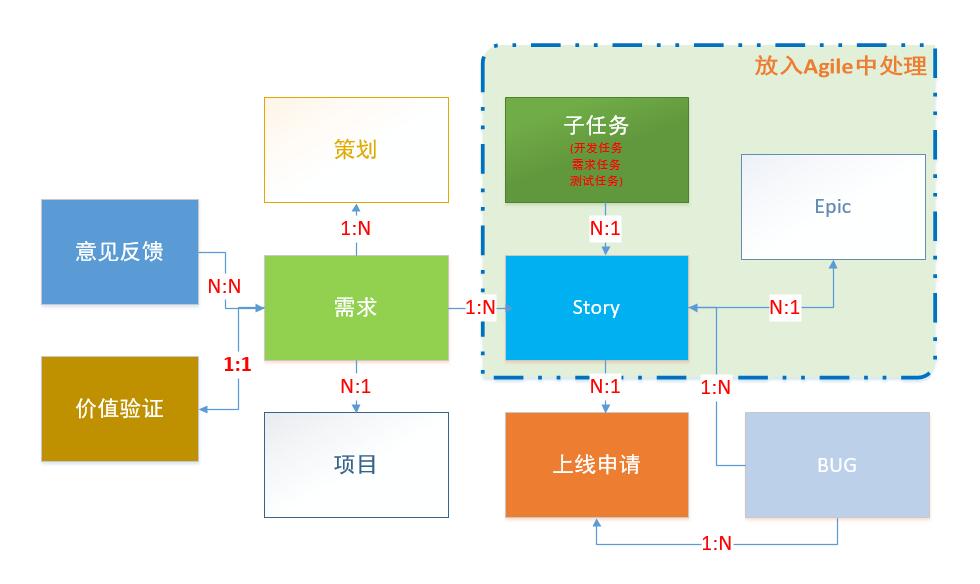 放入Agile中处理
策划
子任务
(开发任务
需求任务
测试任务)
Epic
意见反馈
1:N
N:1
N:N
需求
1:N
Story
N:1
1:1
N:1
N:1
1:N
价值验证
项目
上线申请
BUG
1:N